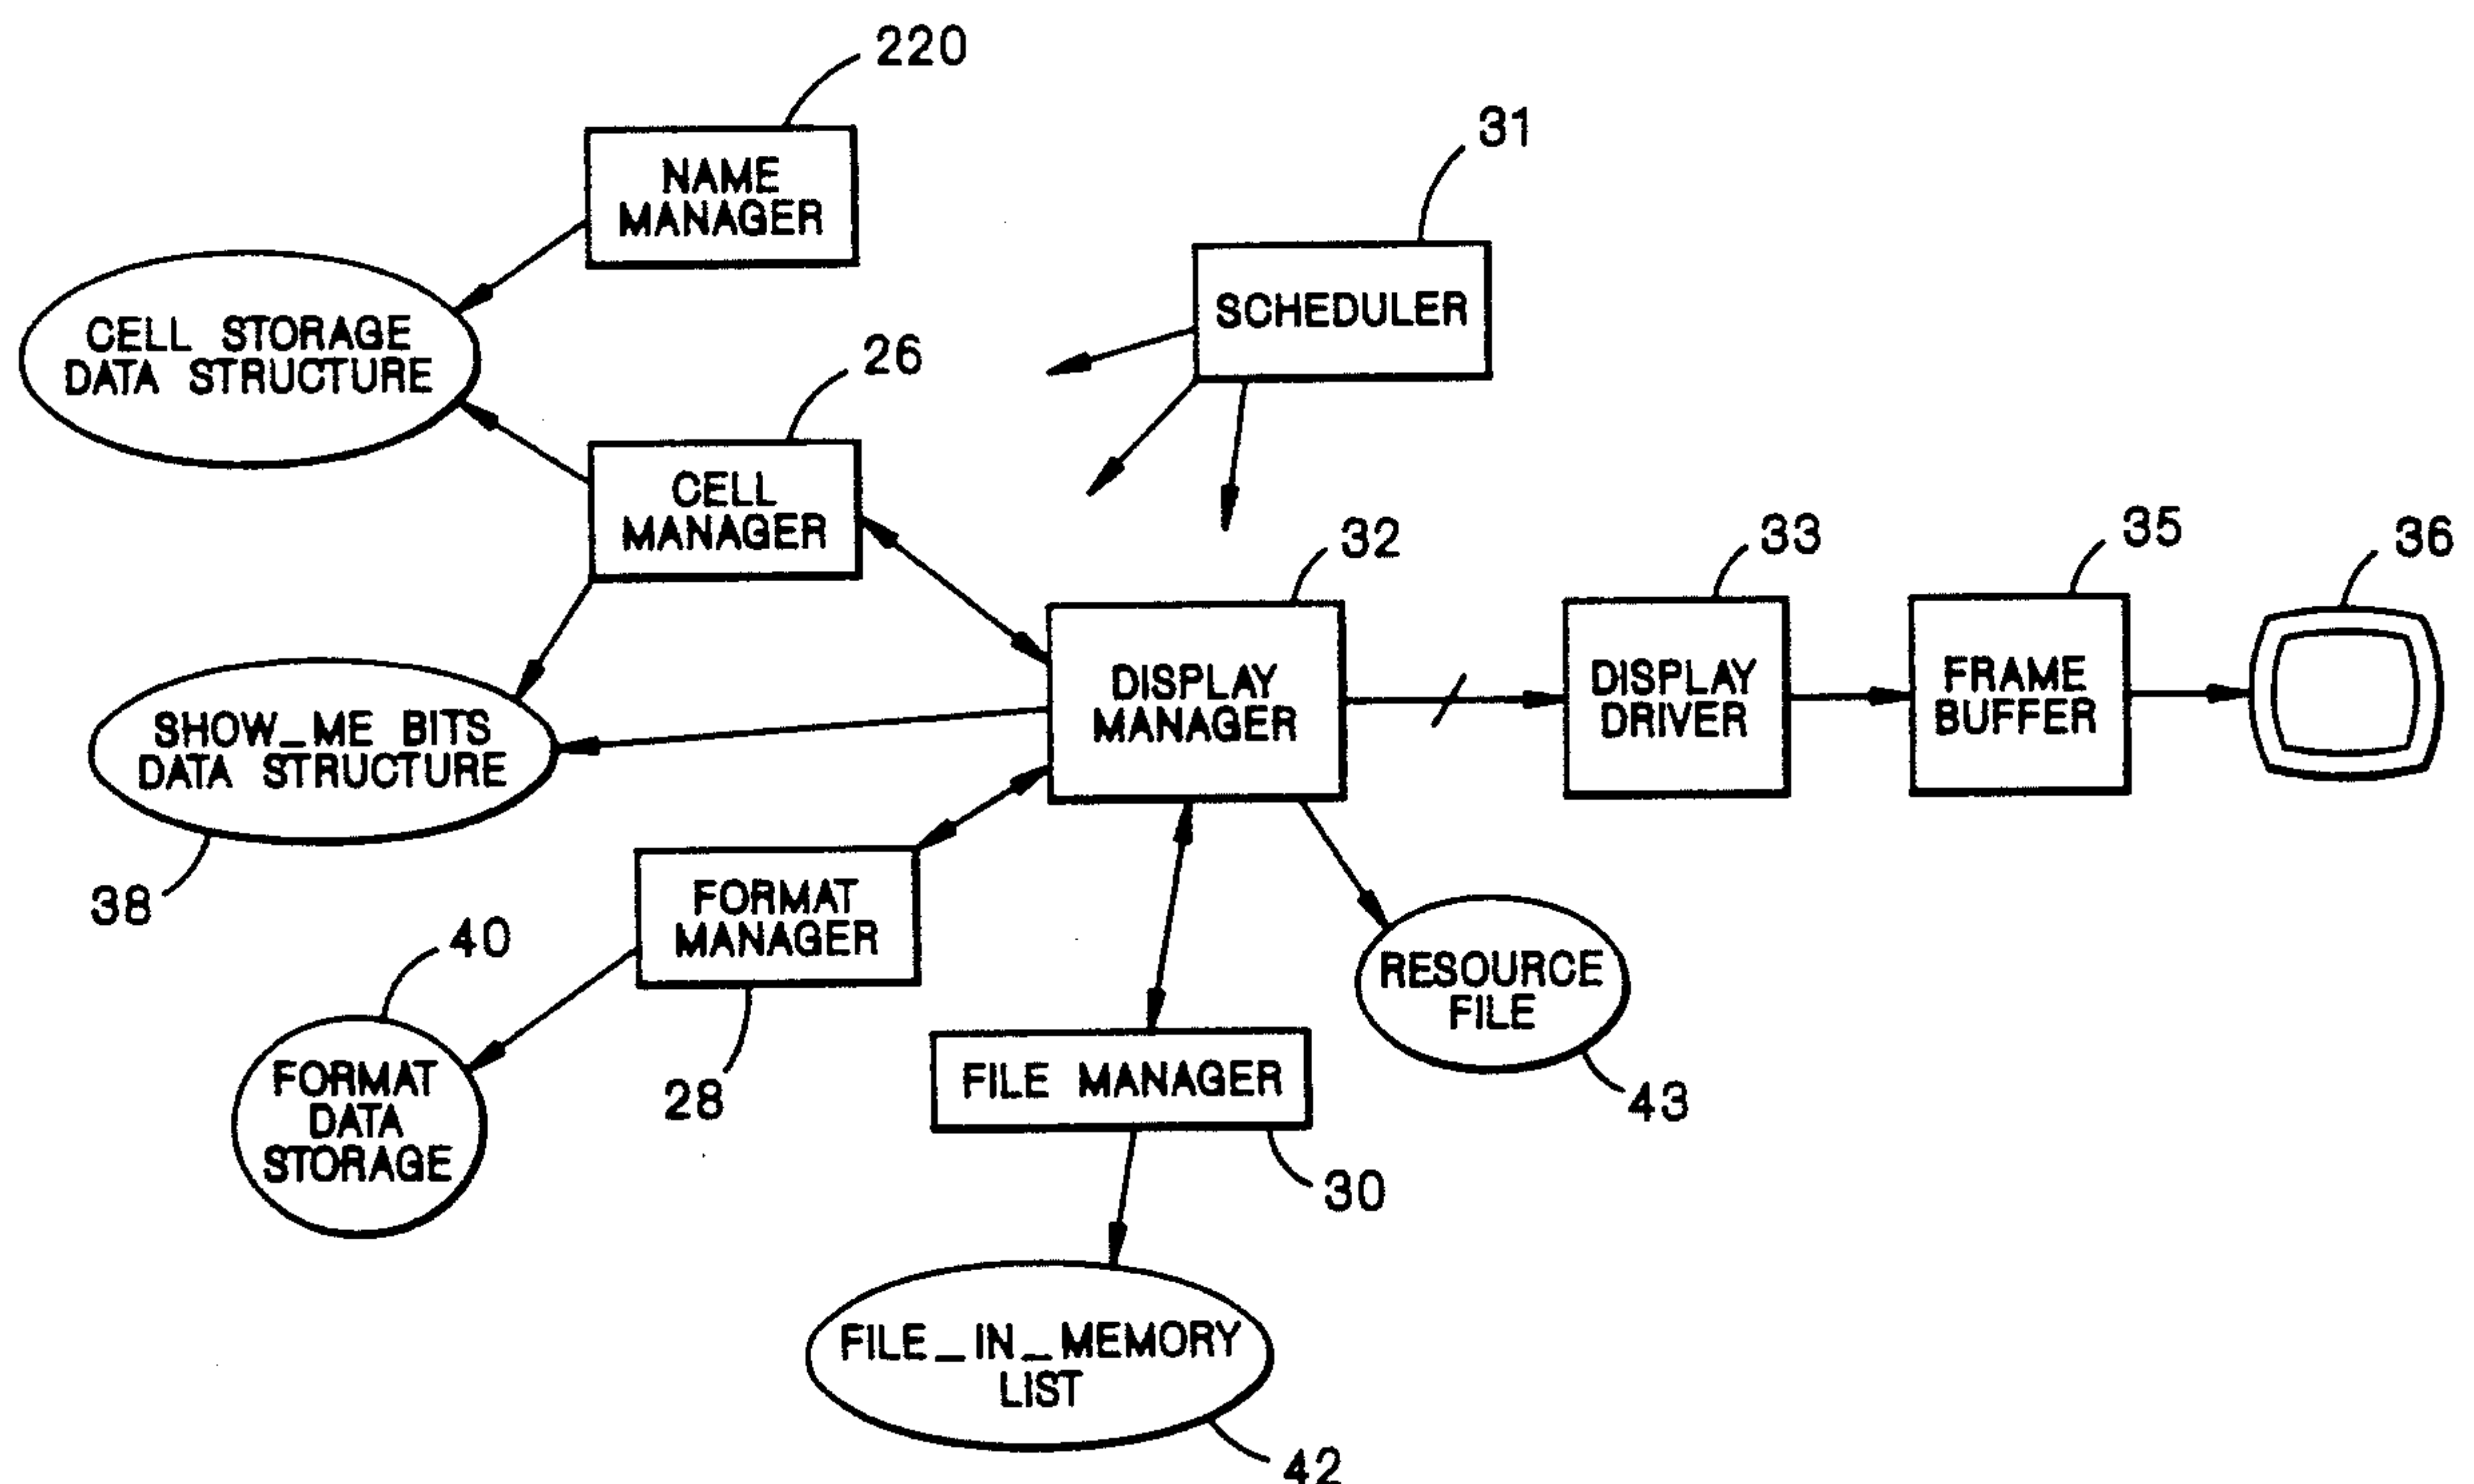 220
NAME
MANAGER
31
SCHEDULER
CELL STORAGE
DATA STRUCTURE
26
CELL
MANAGER
32
33
35
36
DISPLAY
MANAGER
DISPLAY
DRIVER
FRAME
BUFFER
SHOW_ME BITS
DATA STRUCTURE
38
FORMAT
MANAGER
28
40
FORMAT
DATA
STORAGE
RESOURCE
FILE
43
FILE MANAGER
30
FILE_IN_MEMORY
LIST
42